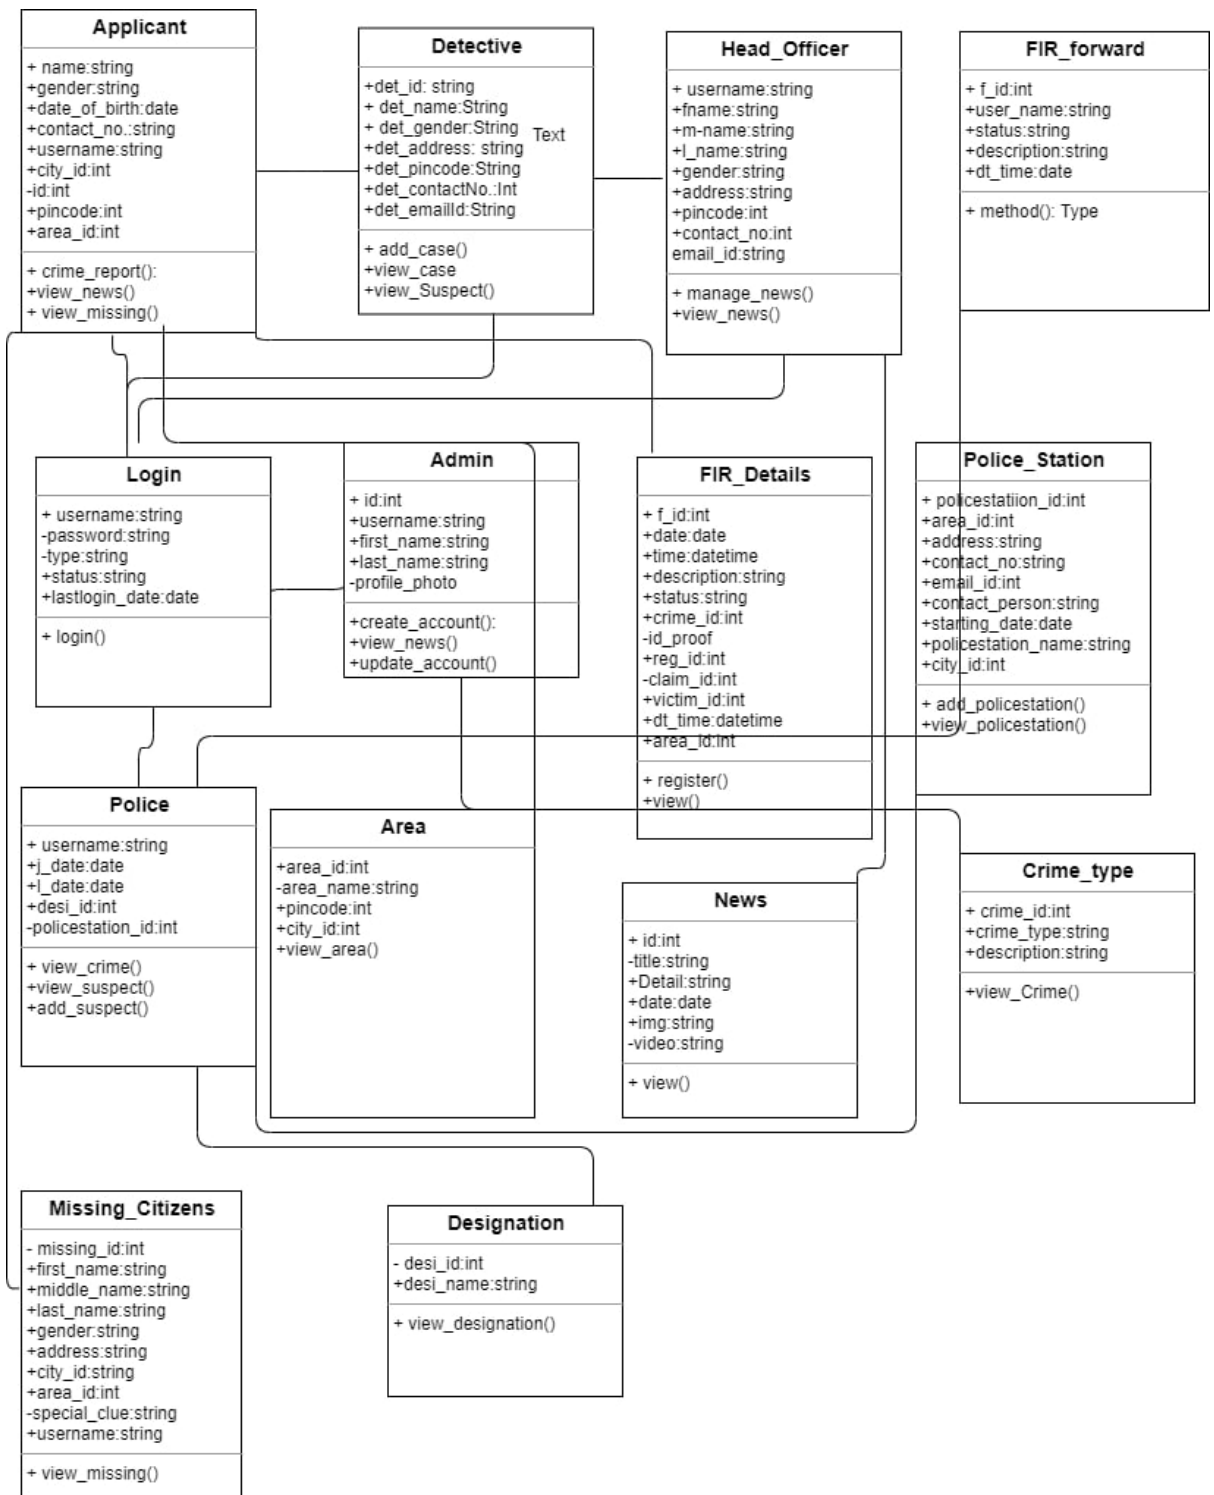 Applicant
+ name:string
+gender:string
+date_of_birth:date
+contact_no.:string
+username:string
+city_id:int
-id:int
+pincode:int
+area_id:int
+ crime_report():
+view_news()
+ view_missing()
Detective
+det_id: string
+ det_name:String
+ det_gender:String
Text
+det_address: string
+det_pincode:String
+det_contactNo.:Int
+det_emailId:String
+ add_case()
+view_case
+view_Suspect()
Head_Officer
+ username:string
+fname:string
+m-name:string
+l_name:string
+gender:string
+address:string
+pincode:int
+contact_no:int
email_id:string
+ manage_news()
+view_news()
FIR_forward
+ f_id:int
+user_name:string
+status:string
+description:string
+dt_time:date
+ method(): Type
Login
+ username:string
-password:string
-type:string
+status:string
+lastlogin_date:date
+ login()
Admin
+ id:int
+username:string
+first_name:string
+last_name:string
-profile_photo
+create_account():
+view_news()
+update_account()
FIR_Details
+ f_id:int
+date:date
+time:datetime
+description:string
+status:string
+crime_id:int
-id_proof
+reg_id:int
-claim_id:int
+victim_id:int
+dt_time:datetime
+area_id:int
+ register()
+view()
Police_Station
+ policestatiion_id:int
+area_id:int
+address:string
+contact_no:string
+email_id:int
+contact_person:string
+starting_date:date
+policestation_name:string
+city_id:int
+ add_policestation()
+view_policestation()
Police
+ username:string
+j_date:date
+l_date:date
+desi_id:int
-policestation_id:int
+ view_crime()
+view_suspect()
+add_suspect()
Area
+area_id:int
-area_name:string
+pincode:int
+city_id:int
+view_area()
News
+ id:int
-title:string
+Detail:string
+date:date
+img:string
-video:string
+ view()
Crime_type
+ crime_id:int
+crime_type:string
+description:string
+view_Crime()
Missing_Citizens
- missing_id:int
+first_name:string
+middle_name:string
+last_name:string
+gender:string
+address:string
+city_id:string
+area_id:int
-special_clue:string
+username:string
+ view_missing()
Designation
- desi_id:int
+desi_name:string
+ view_designation()